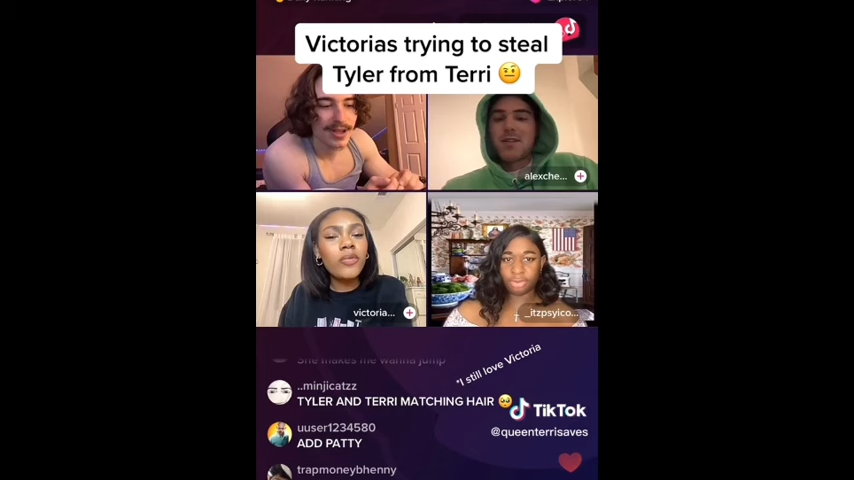 Victorias trying to steal
Tyler from Terri 🤨
alexche...
victoria...
_itzpsyico...
She makes me wanna jump
*I still love Victoria
..minjicatzz
TYLER AND TERRI MATCHING HAIR 🥺
TikTok
uuser1234580
@queenterrisaves
ADD PATTY
trapmoneybhenny